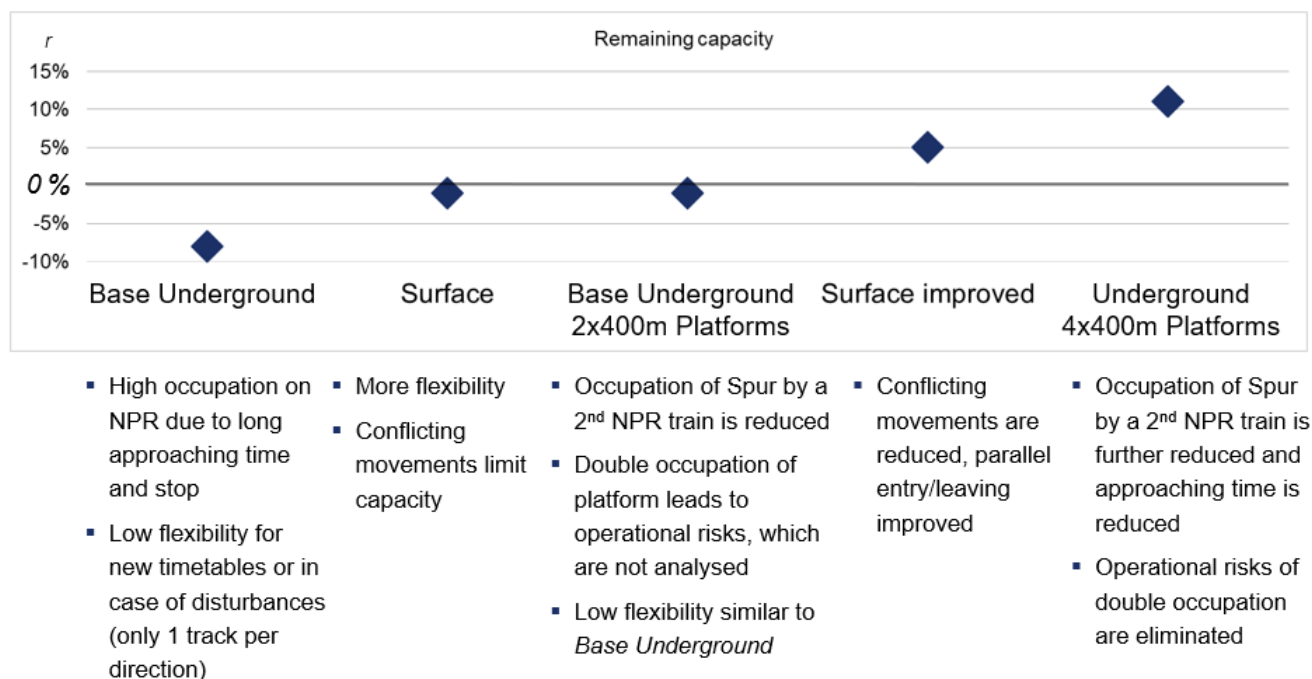 r
Remaining capacity
15%
10%
5%
0 %
-5%
-10%
Base Underground
Surface
Base Underground
2x400m Platforms
Surface improved
Underground
4x400m Platforms
▪ High occupation on
NPR due to long
approaching time
and stop
▪ Low flexibility for
new timetables or in
case of disturbances
(only 1 track per
direction)
▪ More flexibility
▪ Conflicting
movements limit
capacity
▪ Occupation of Spur by a
2nd NPR train is reduced
▪ Double occupation of
platform leads to
operational risks, which
are not analysed
▪ Low flexibility similar to
Base Underground
▪ Conflicting
movements are
reduced, parallel
entry/leaving
improved
▪ Occupation of Spur
by a 2nd NPR train is
further reduced and
approaching time is
reduced
▪ Operational risks of
double occupation
are eliminated